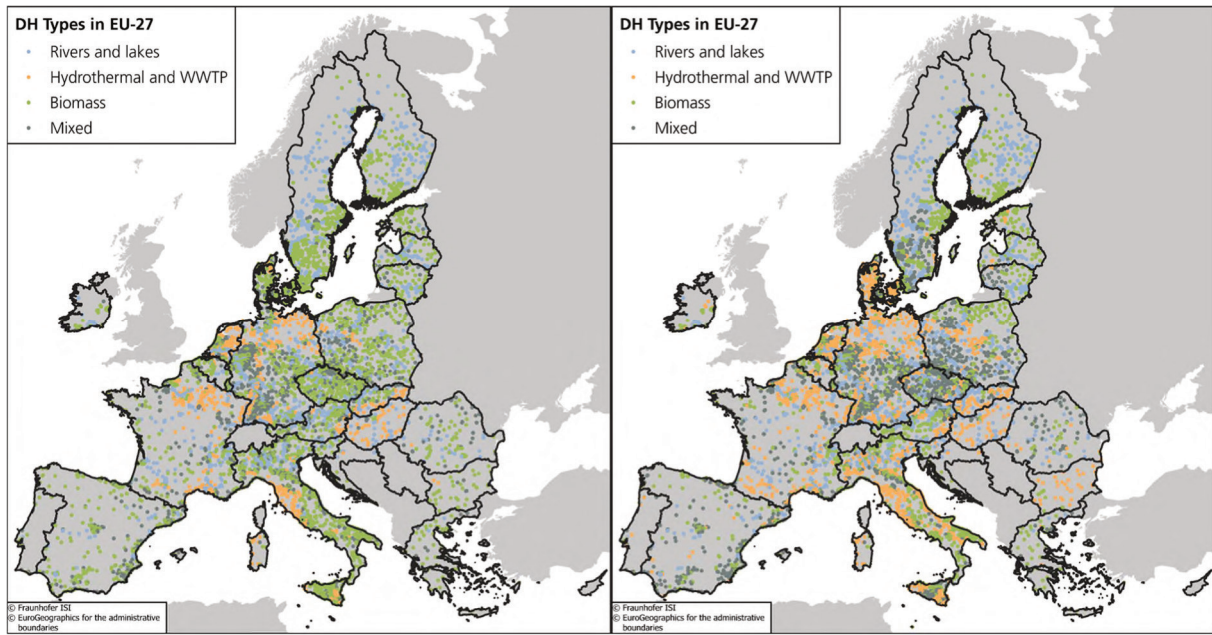 DH Types in EU-27
Rivers and lakes
Hydrothermal and WWTP
Biomass
Mixed
© Fraunhofer ISI
© EuroGeographics for the administrative
boundaries
DH Types in EU-27
Rivers and lakes
Hydrothermal and WWTP
Biomass
Mixed
© Fraunhofer ISI
© EuroGeographics for the administrative
boundaries